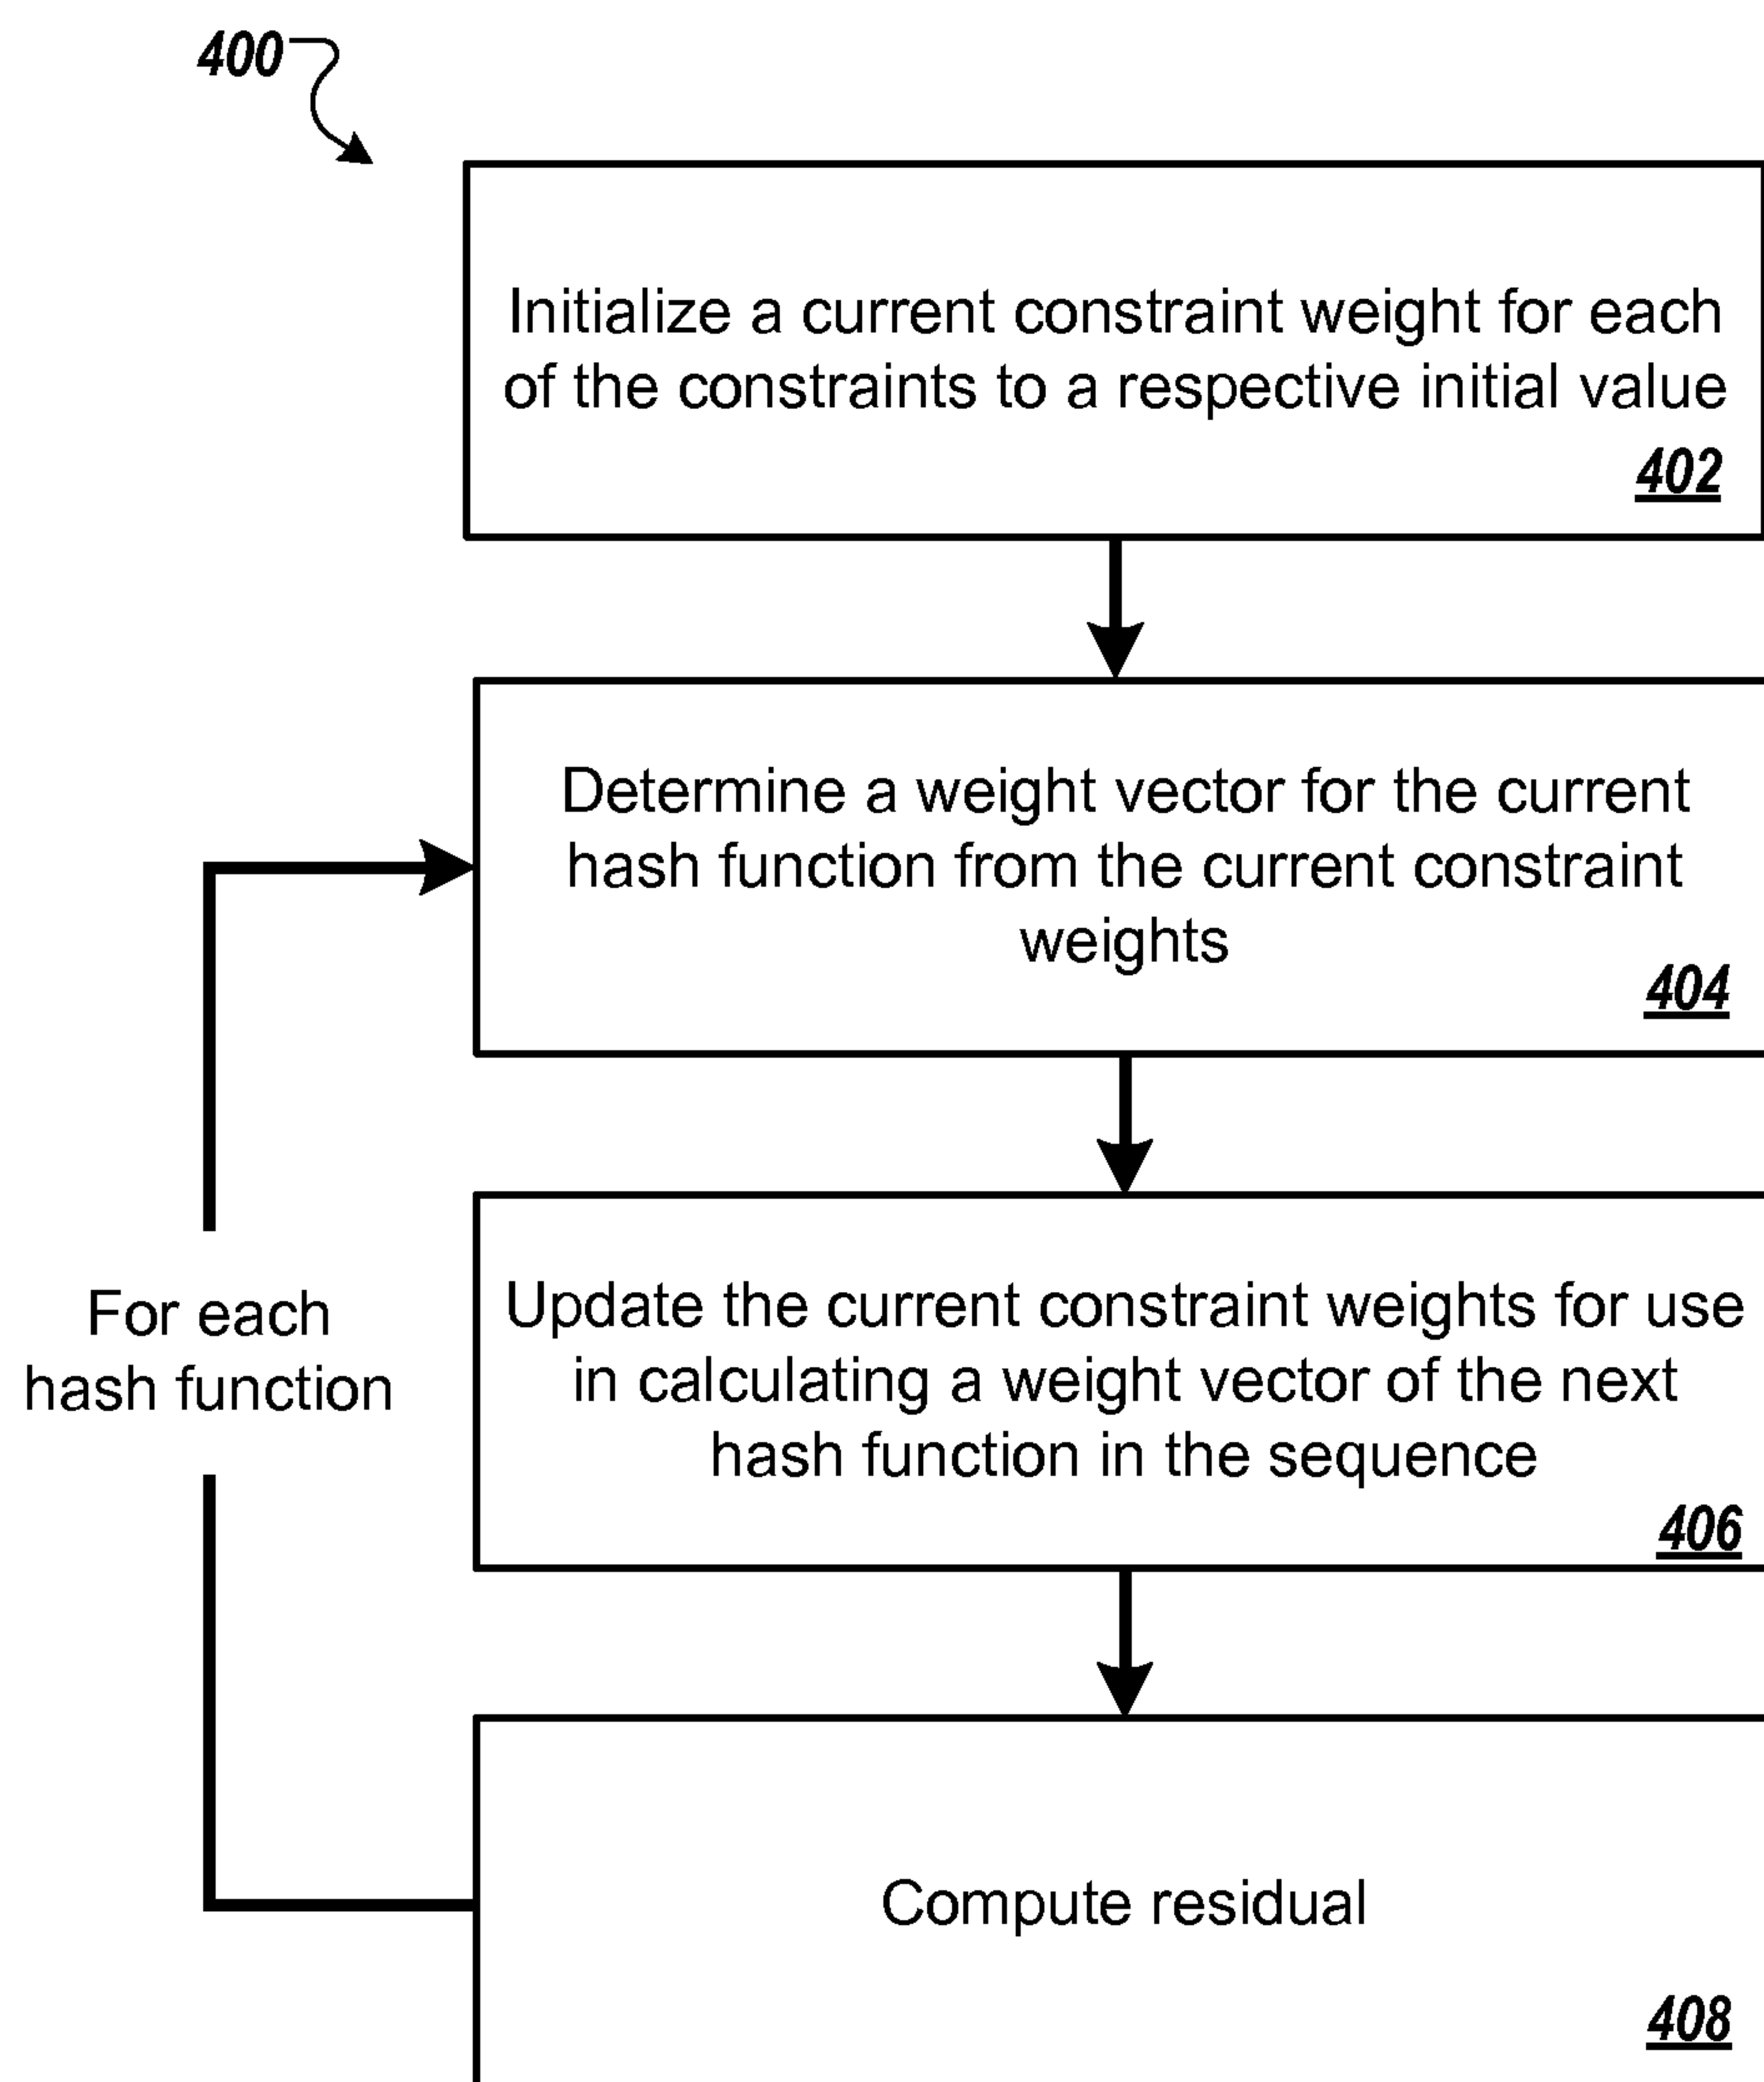 400
Initialize a current constraint weight for each
of the constraints to a respective initial value
402
Determine a weight vector for the current
hash function from the current constraint
weights
404
For each
hash function
Update the current constraint weights for use
in calculating a weight vector of the next
hash function in the sequence
406
Compute residual
408